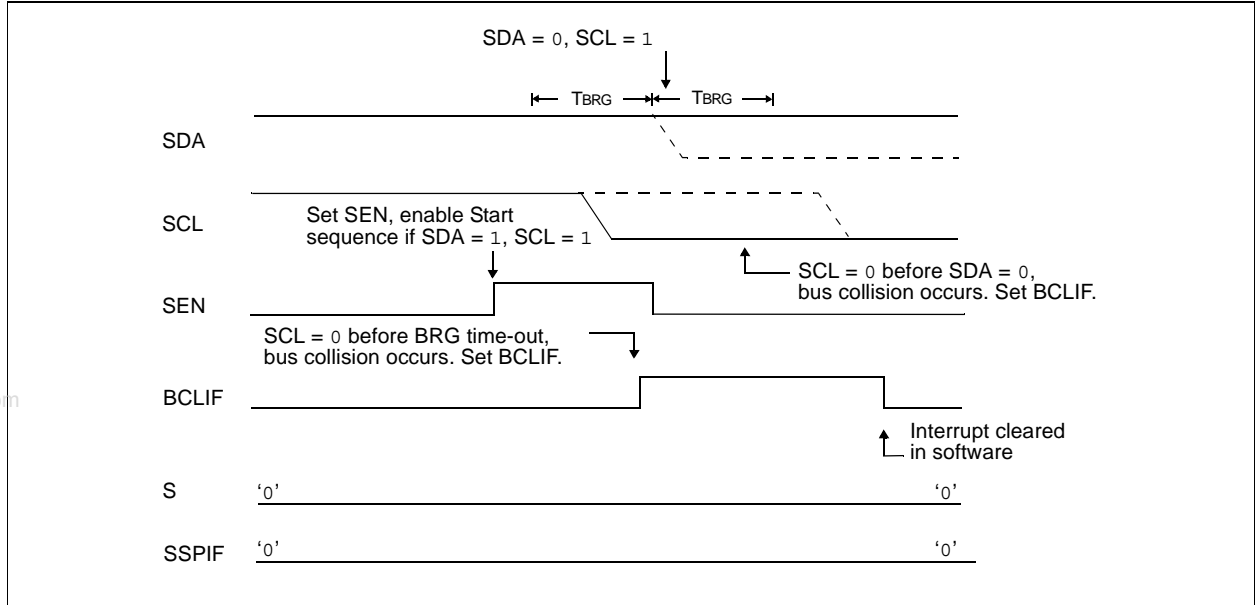 SDA = 0, SCL = 1
TBRG TBRG
SDA
SCL
Set SEN, enable Start
sequence if SDA = 1, SCL = 1
SCL = 0 before SDA = 0,
bus collision occurs. Set BCLIF.
SEN
SCL = 0 before BRG time-out,
bus collision occurs. Set BCLIF.
BCLIF
Interrupt cleared
in software
S ‘0’ ‘0’
SSPIF ‘0’ ‘0’